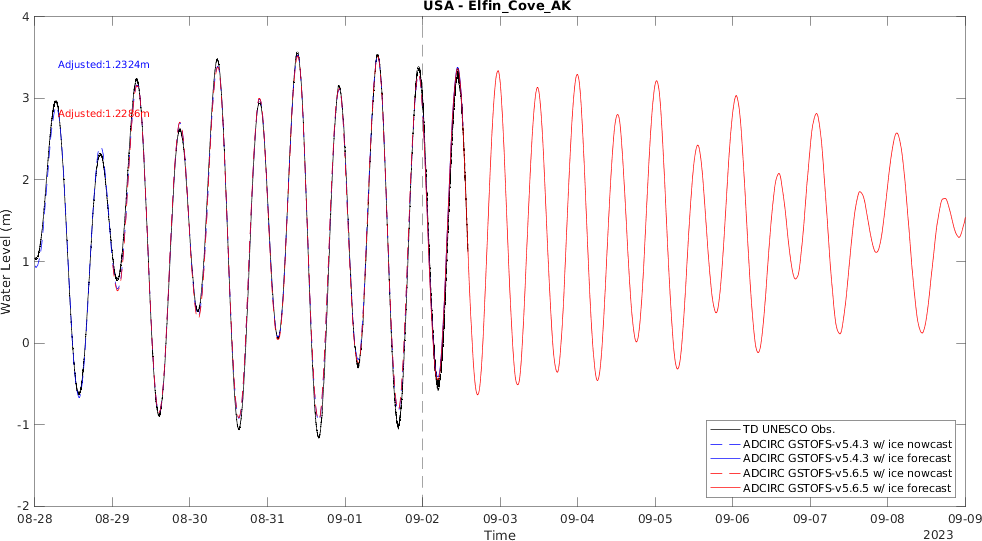 USA - Elfin_Cove_AK
4
3
2
1
0
-1
-2
Water Level (m)
Adjusted:1.2324m
Adjusted:1.2286m
TD UNESCO Obs.
ADCIRC GSTOFS-v5.4.3 w/ ice nowcast
ADCIRC GSTOFS-v5.4.3 w/ ice forecast
ADCIRC GSTOFS-v5.6.5 w/ ice nowcast
ADCIRC GSTOFS-v5.6.5 w/ ice forecast
08-28 08-29 08-30 08-31 09-01 09-02 09-03 09-04 09-05 09-06 09-07 09-08 09-09
Time
2023